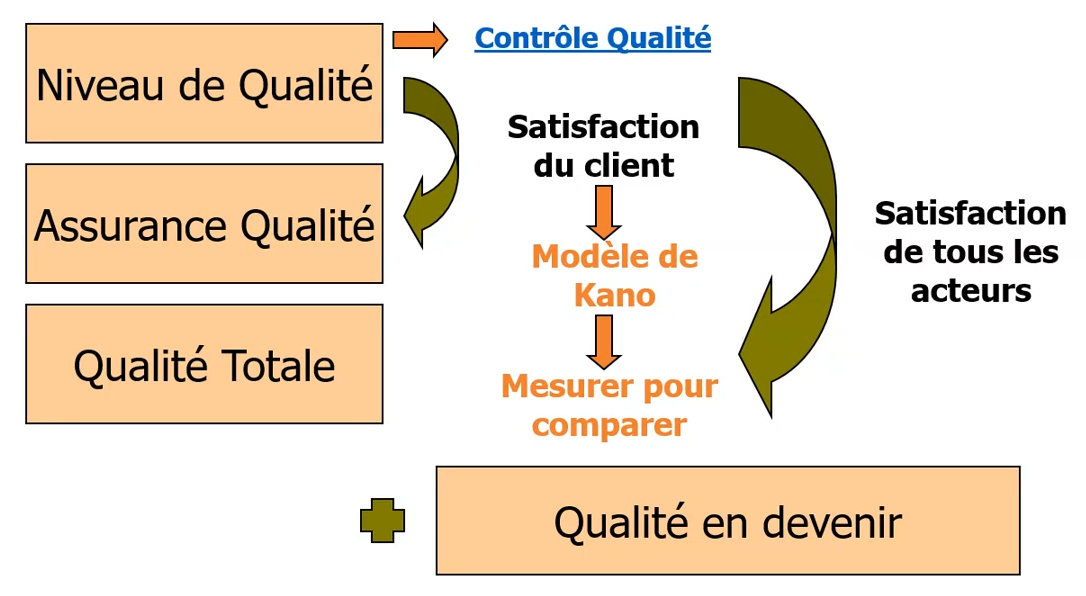 Niveau de Qualité
Contrôle Qualité
Assurance Qualité
Qualité Totale
Satisfaction
du client
Modèle de
Kano
Mesurer pour
comparer
Satisfaction
de tous les
acteurs
Qualité en devenir